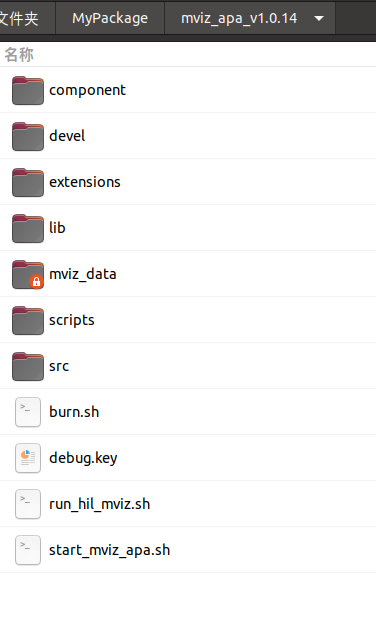 文件夹 MyPackage mviz_apa_v1.0.14
名称
component
devel
extensions
lib
mviz_data
scripts
src
burn.sh
debug.key
run_hil_mviz.sh
start_mviz_apa.sh